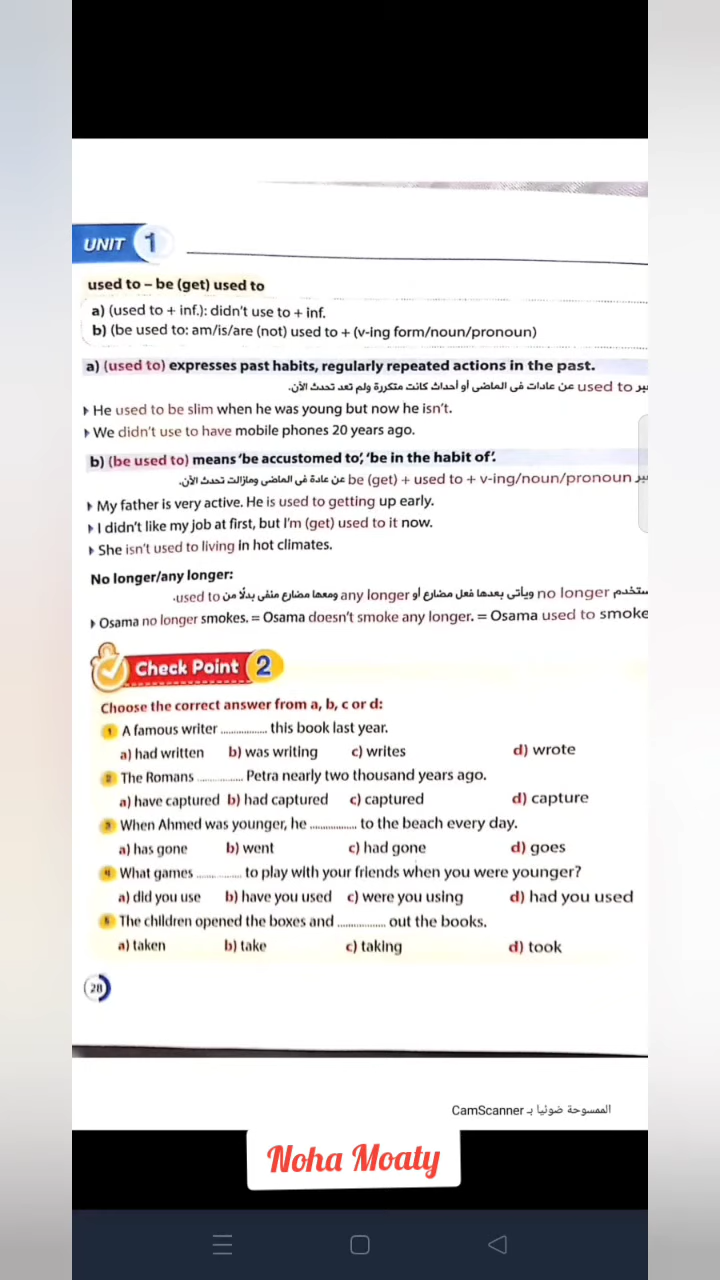 UNIT 1
used to – be (get) used to
a) (used to + inf.): didn't use to + inf.
b) (be used to: am/is/are (not) used to + (v-ing form/noun/pronoun)
a) (used to) expresses past habits, regularly repeated actions in the past.
used to عن عادات فى الماضى أو أحداث كانت متكررة ولم تعد تحدث الآن.
He used to be slim when he was young but now he isn't.
We didn't use to have mobile phones 20 years ago.
b) (be used to) means 'be accustomed to', 'be in the habit of'.
be (get) + used to + v-ing/noun/pronoun عن عادة فى الماضى ومازالت تحدث الآن.
My father is very active. He is used to getting up early.
I didn't like my job at first, but I'm (get) used to it now.
She isn't used to living in hot climates.
No longer/any longer:
no longer ويأتى بعدها فعل مضارع أو any longer ومعها مضارع منفى بدلًا من used to.
Osama no longer smokes. = Osama doesn't smoke any longer. = Osama used to smoke
Check Point 2
Choose the correct answer from a, b, c or d:
1 A famous writer ................ this book last year.
a) had written b) was writing c) writes d) wrote
2 The Romans ................ Petra nearly two thousand years ago.
a) have captured b) had captured c) captured d) capture
3 When Ahmed was younger, he ................ to the beach every day.
a) has gone b) went c) had gone d) goes
4 What games ................ to play with your friends when you were younger?
a) did you use b) have you used c) were you using d) had you used
5 The children opened the boxes and ................ out the books.
a) taken b) take c) taking d) took
28
الممسوحة ضوئيا بـ CamScanner
Noha Moaty